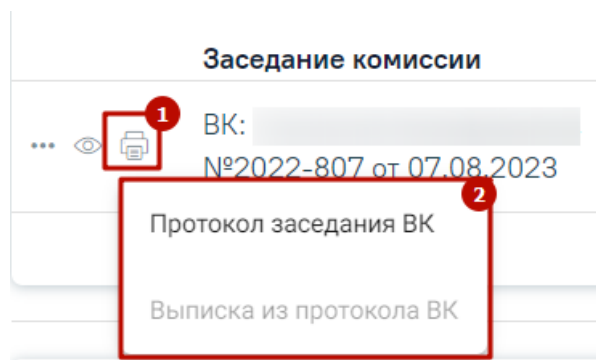 Заседание комиссии
1
ВК:
№2022-807 от 07.08.2023
2
Протокол заседания ВК
Выписка из протокола ВК